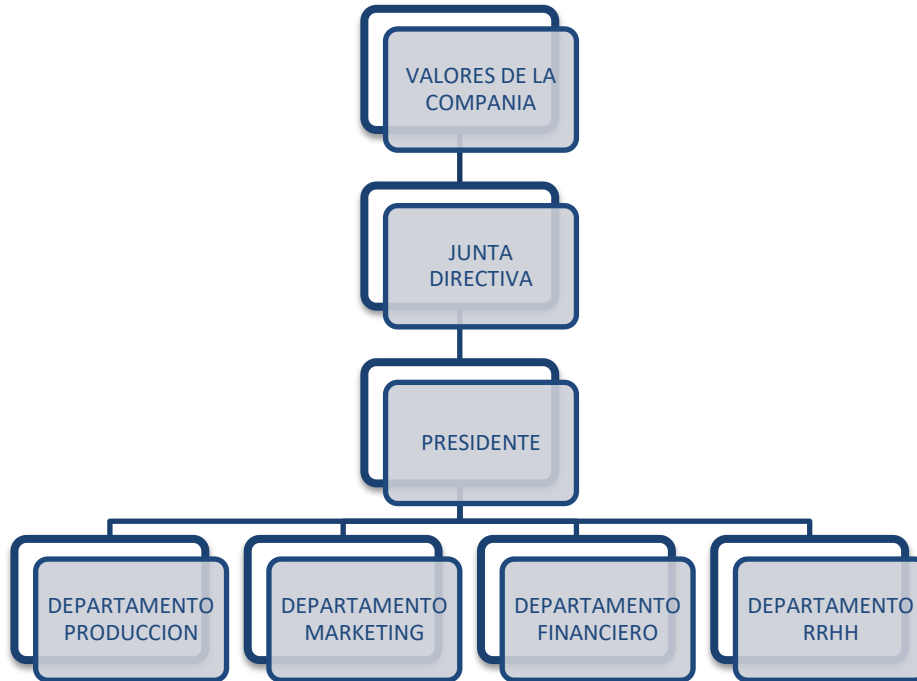 VALORES DE LA
COMPANIA
JUNTA
DIRECTIVA
PRESIDENTE
DEPARTAMENTO
PRODUCCION
DEPARTAMENTO
MARKETING
DEPARTAMENTO
FINANCIERO
DEPARTAMENTO
RRHH